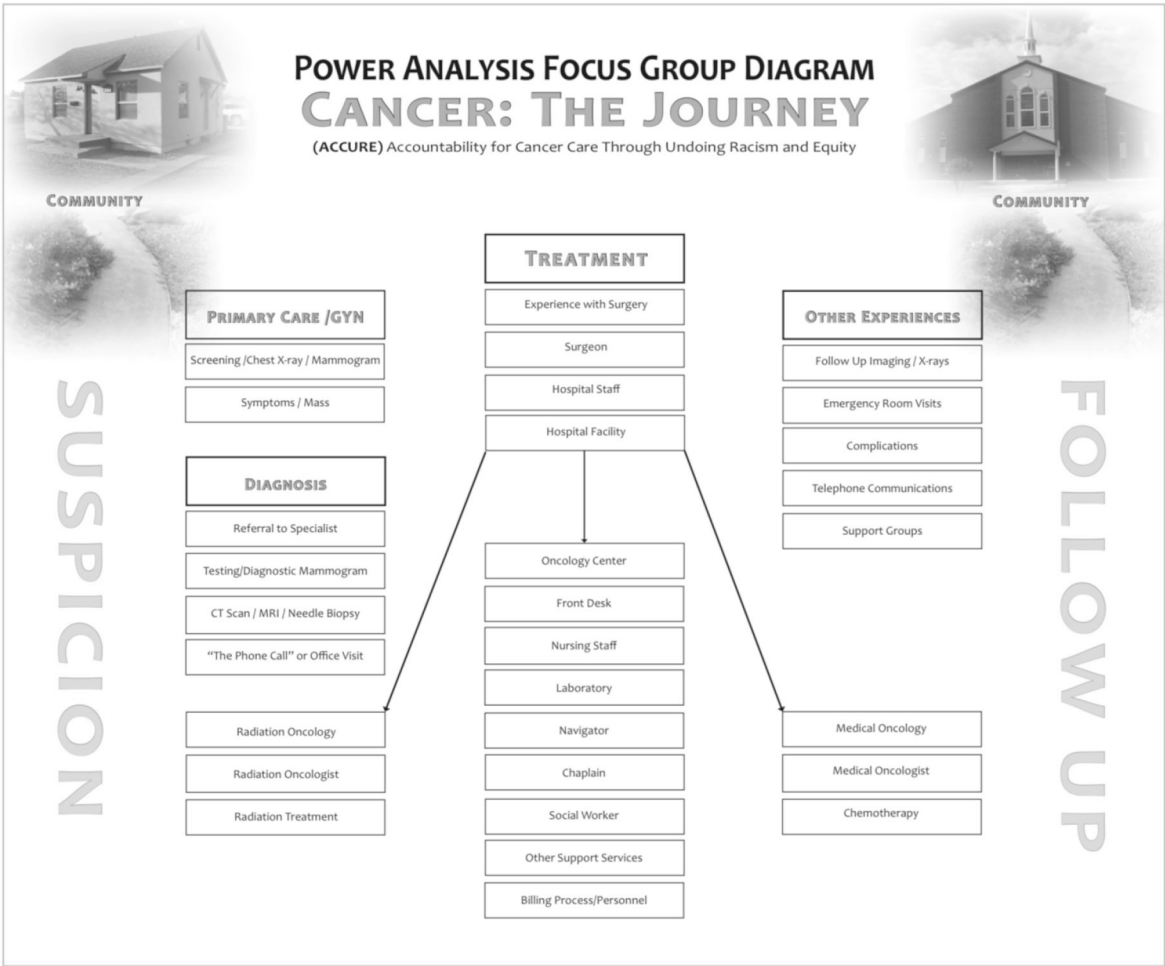 POWER ANALYSIS FOCUS GROUP DIAGRAM
CANCER: THE JOURNEY
(ACCURE) Accountability for Cancer Care Through Undoing Racism and Equity
COMMUNITY
COMMUNITY
SUSPICION
PRIMARY CARE /GYN
Screening /Chest X-ray / Mammogram
Symptoms / Mass
DIAGNOSIS
Referral to Specialist
Testing/Diagnostic Mammogram
CT Scan / MRI / Needle Biopsy
“The Phone Call” or Office Visit
Radiation Oncology
Radiation Oncologist
Radiation Treatment
TREATMENT
Experience with Surgery
Surgeon
Hospital Staff
Hospital Facility
Oncology Center
Front Desk
Nursing Staff
Laboratory
Navigator
Chaplain
Social Worker
Other Support Services
Billing Process/Personnel
OTHER EXPERIENCES
Follow Up Imaging / X-rays
Emergency Room Visits
Complications
Telephone Communications
Support Groups
Medical Oncology
Medical Oncologist
Chemotherapy
FOLLOW UP